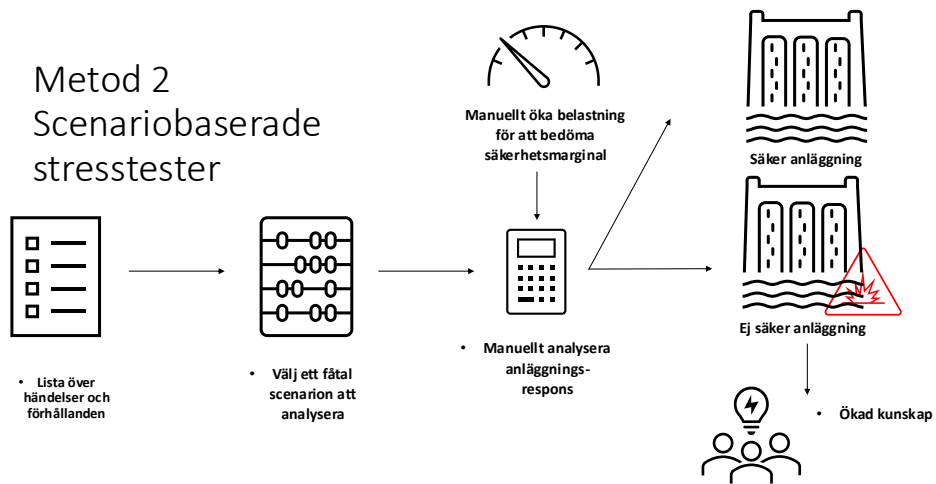 Metod 2
Scenariobaserade
stresstester
Manuellt öka belastning
för att bedöma
säkerhetsmarginal
Säker anläggning
Ej säker anläggning
• Lista över
händelser och
förhållanden
• Välj ett fåtal
scenarion att
analysera
• Manuellt analysera
anläggnings-
respons
• Ökad kunskap